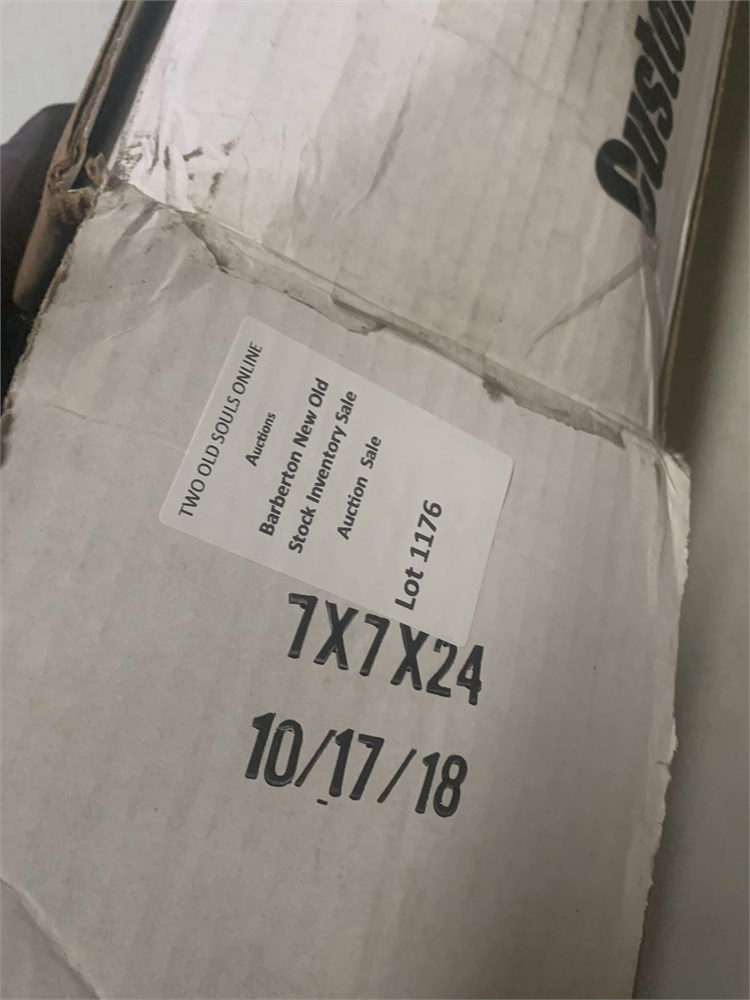 TWO OLD SOULS ONLINE
Auctions
Barberton New Old
Stock Inventory Sale
Auction Sale
Lot 1176
7X7X24
10/17/18